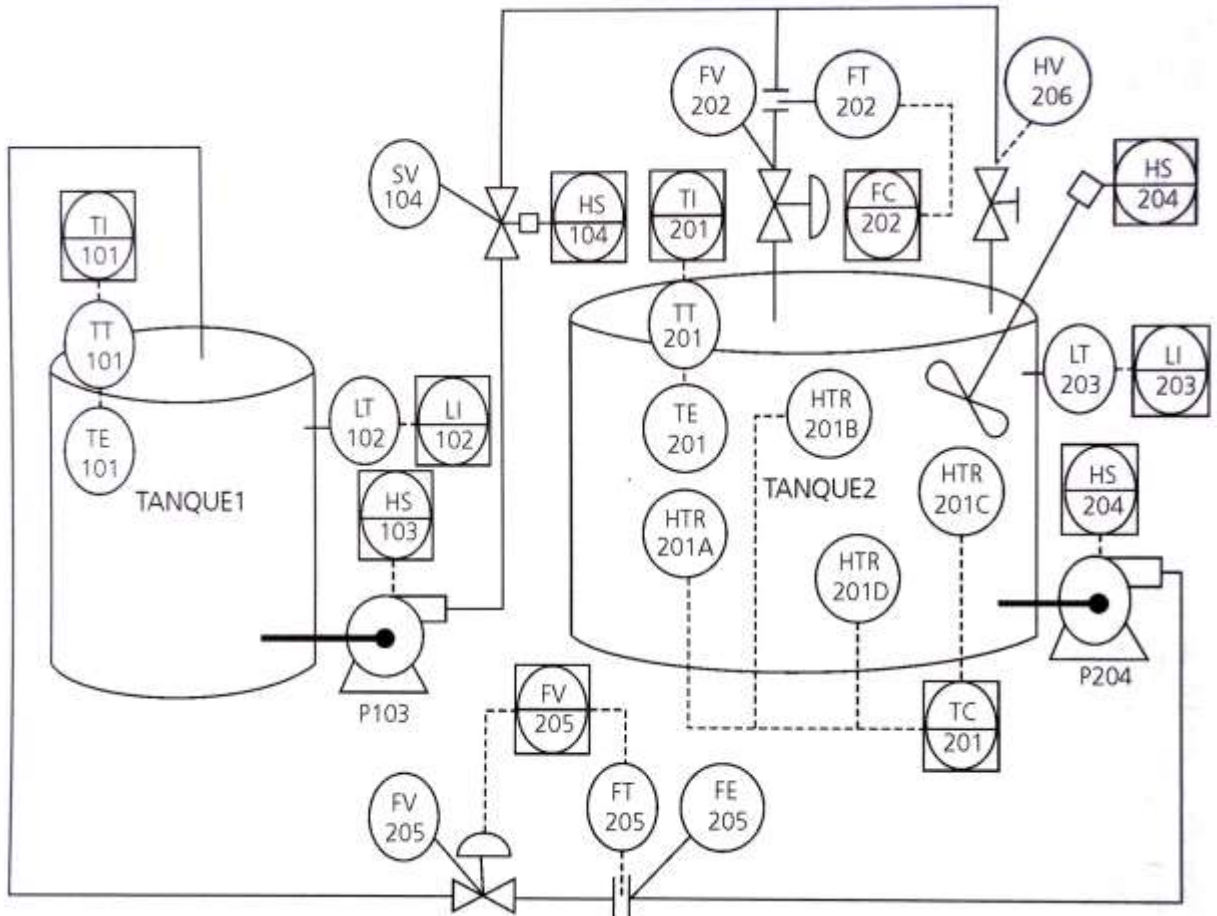 FV
202
FT
202
HV
206
SV
104
HS
104
TI
201
FC
202
HS
204
TI
101
TT
101
TE
101
TT
201
TE
201
LT
102
LI
102
HS
103
TANQUE1
P103
HTR
201B
LT
203
LI
203
TANQUE2
HTR
201A
HTR
201C
HTR
201D
HS
204
P204
TC
201
FV
205
FV
205
FT
205
FE
205